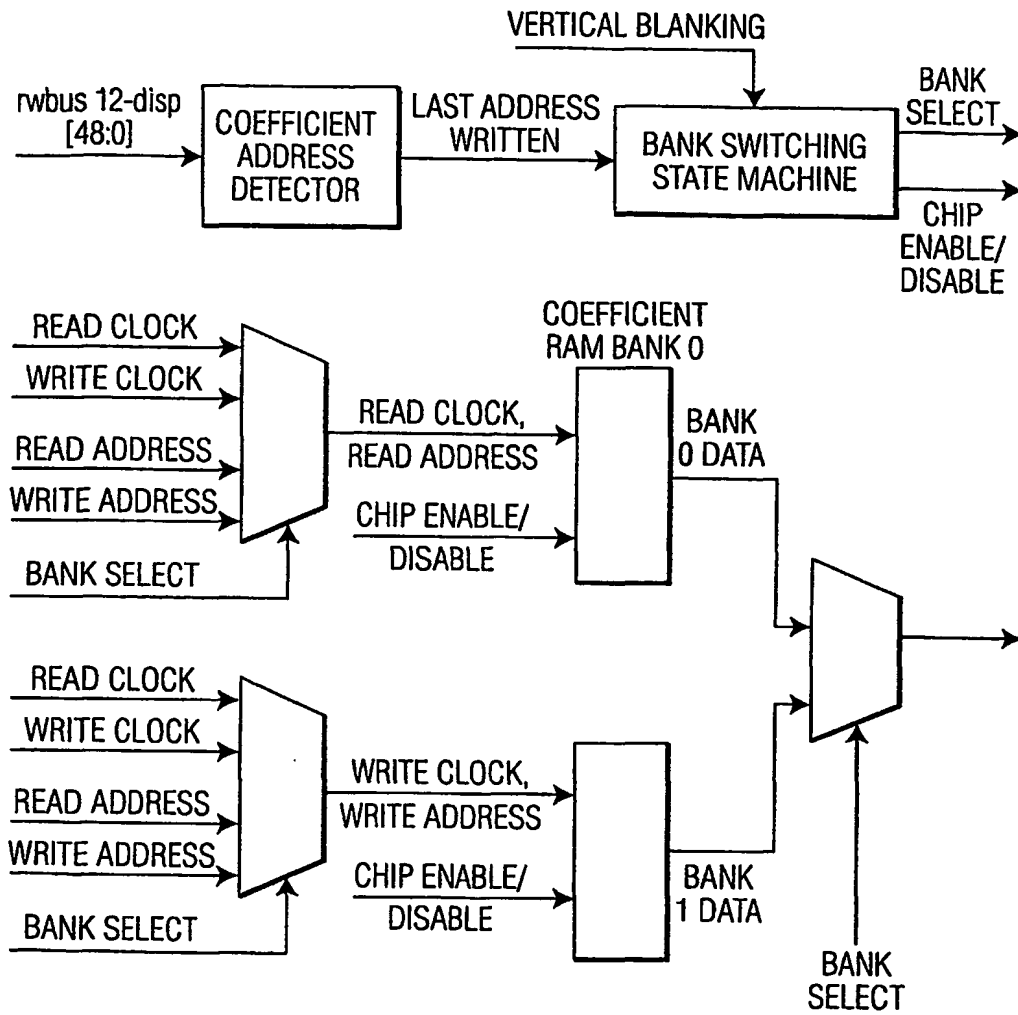 VERTICAL BLANKING
rwbus 12-disp
[48:0]
COEFFICIENT
ADDRESS
DETECTOR
LAST ADDRESS
WRITTEN
BANK SWITCHING
STATE MACHINE
BANK
SELECT
CHIP
ENABLE/
DISABLE
READ CLOCK
WRITE CLOCK
READ ADDRESS
WRITE ADDRESS
BANK SELECT
READ CLOCK,
READ ADDRESS
CHIP ENABLE/
DISABLE
COEFFICIENT
RAM BANK 0
BANK
0 DATA
READ CLOCK
WRITE CLOCK
READ ADDRESS
WRITE ADDRESS
BANK SELECT
WRITE CLOCK,
WRITE ADDRESS
CHIP ENABLE/
DISABLE
BANK
1 DATA
BANK
SELECT